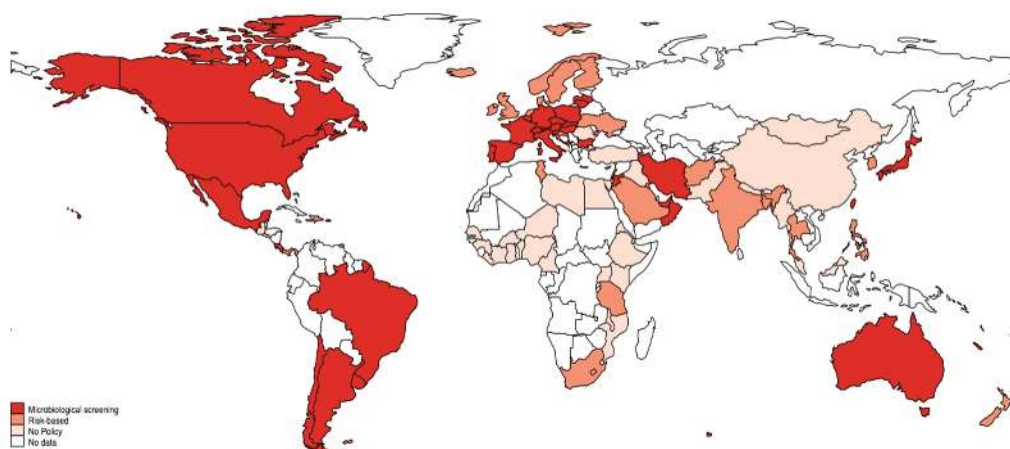 Microbiological screening
Risk-based
No Policy
No data